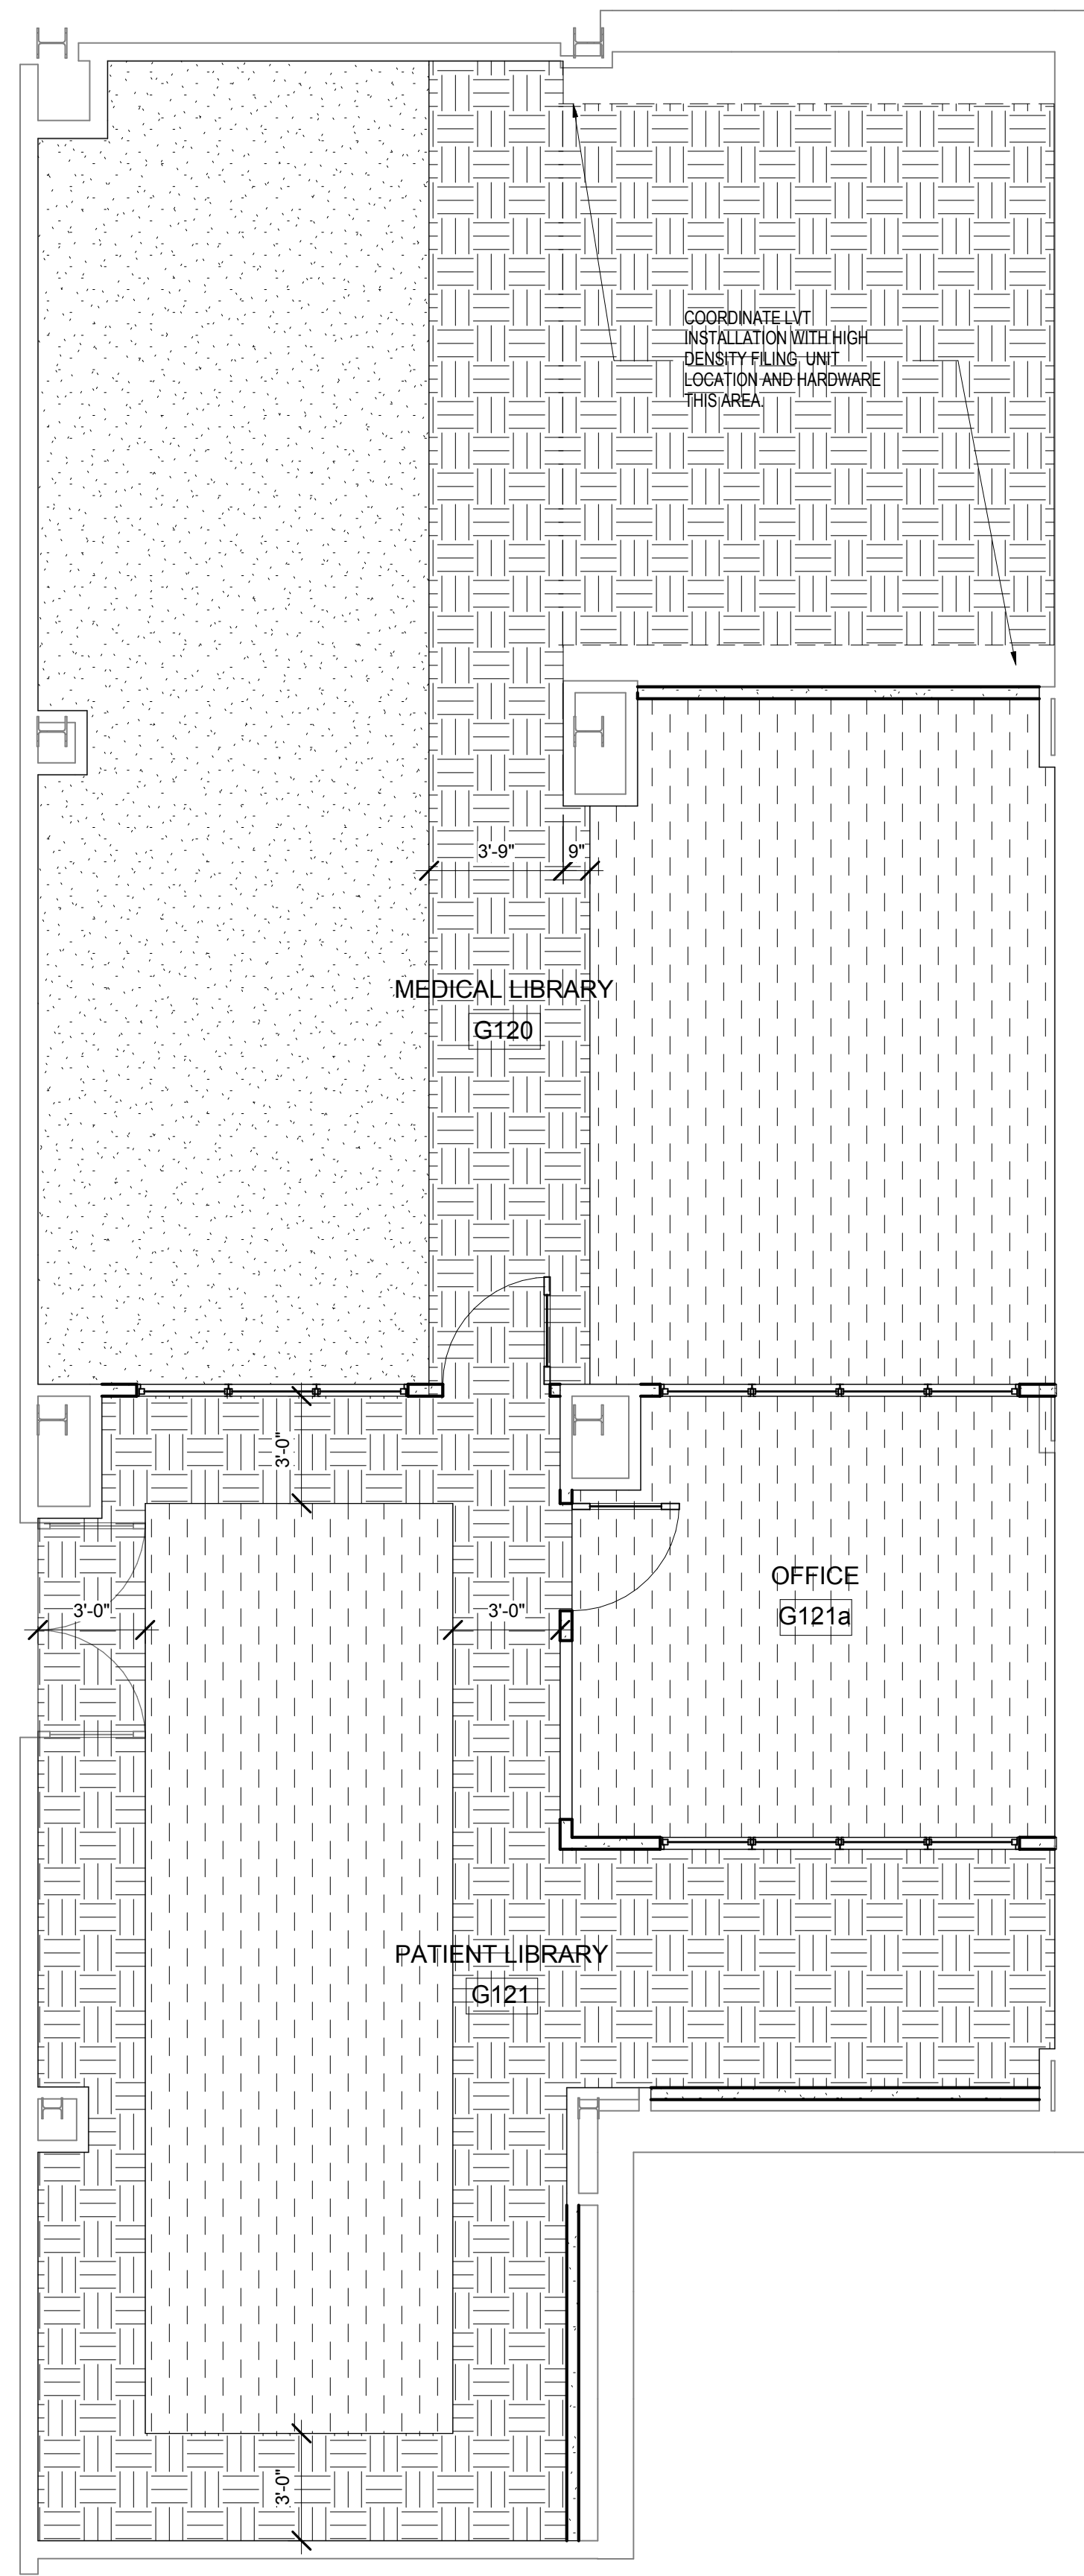 COORDINATE LVT
INSTALLATION WITH HIGH
DENSITY FILING UNIT
LOCATION AND HARDWARE
THIS AREA.
3'-9"
9"
MEDICAL LIBRARY
G120
3'-0"
OFFICE
G121a
3'-0"
3'-0"
PATIENT LIBRARY
G121
3'-0"